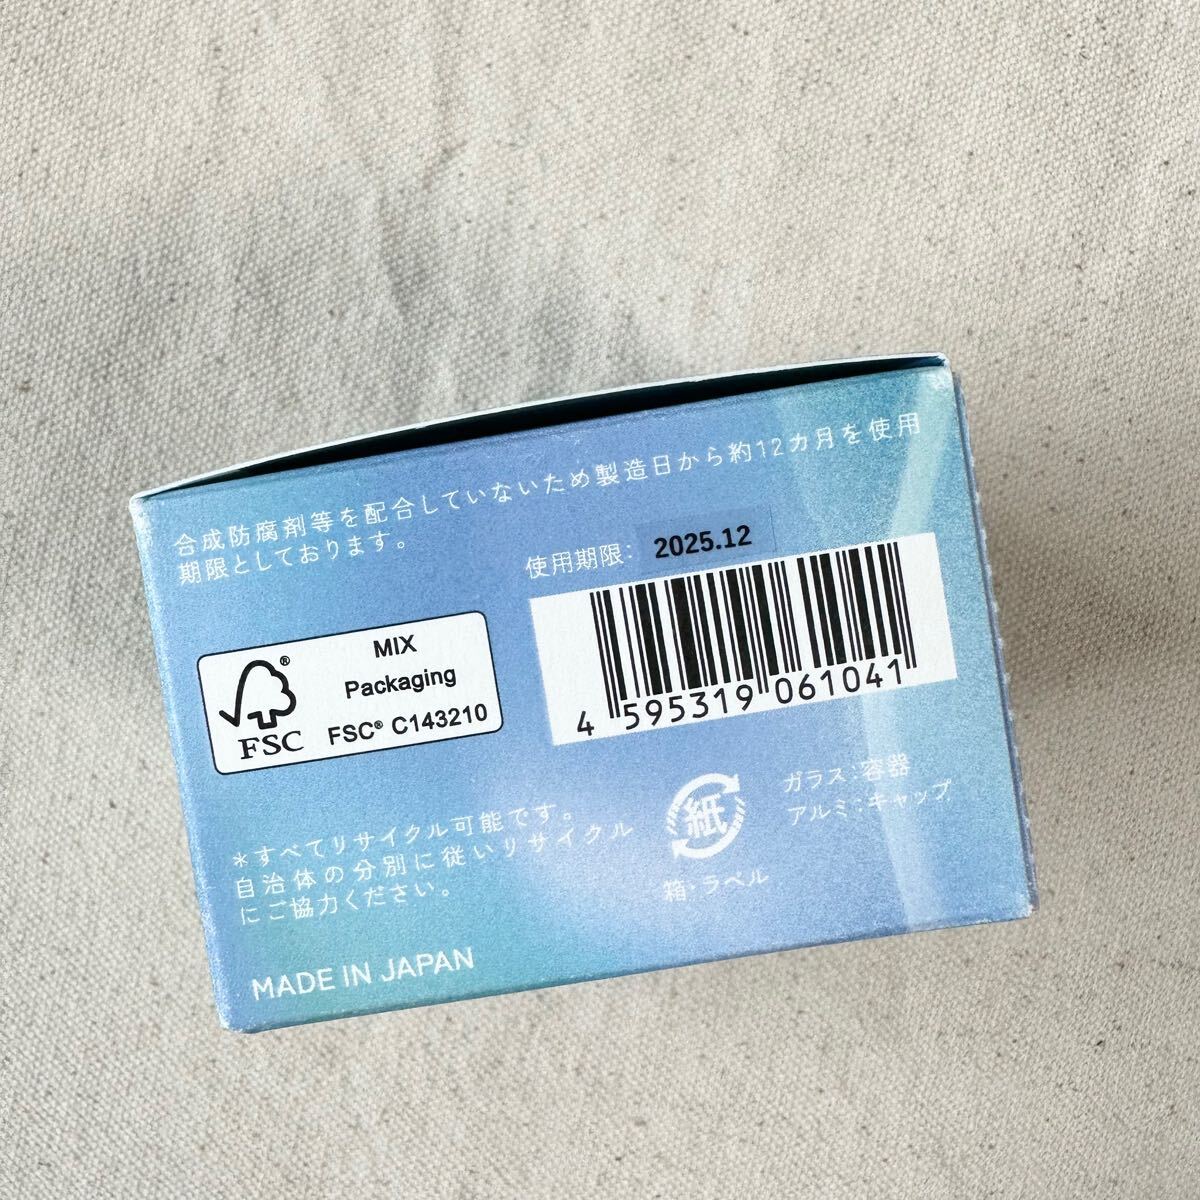 合成防腐剤等を配合していないため製造日から約12カ月を使用
期限としております。
使用期限: 2025.12
MIX
Packaging
FSC® C143210
FSC
4 595319 061041
*すべてリサイクル可能です。
自治体の分別に従いリサイクル
にご協力ください。
紙
箱・ラベル
ガラス:容器
アルミ:キャップ
MADE IN JAPAN